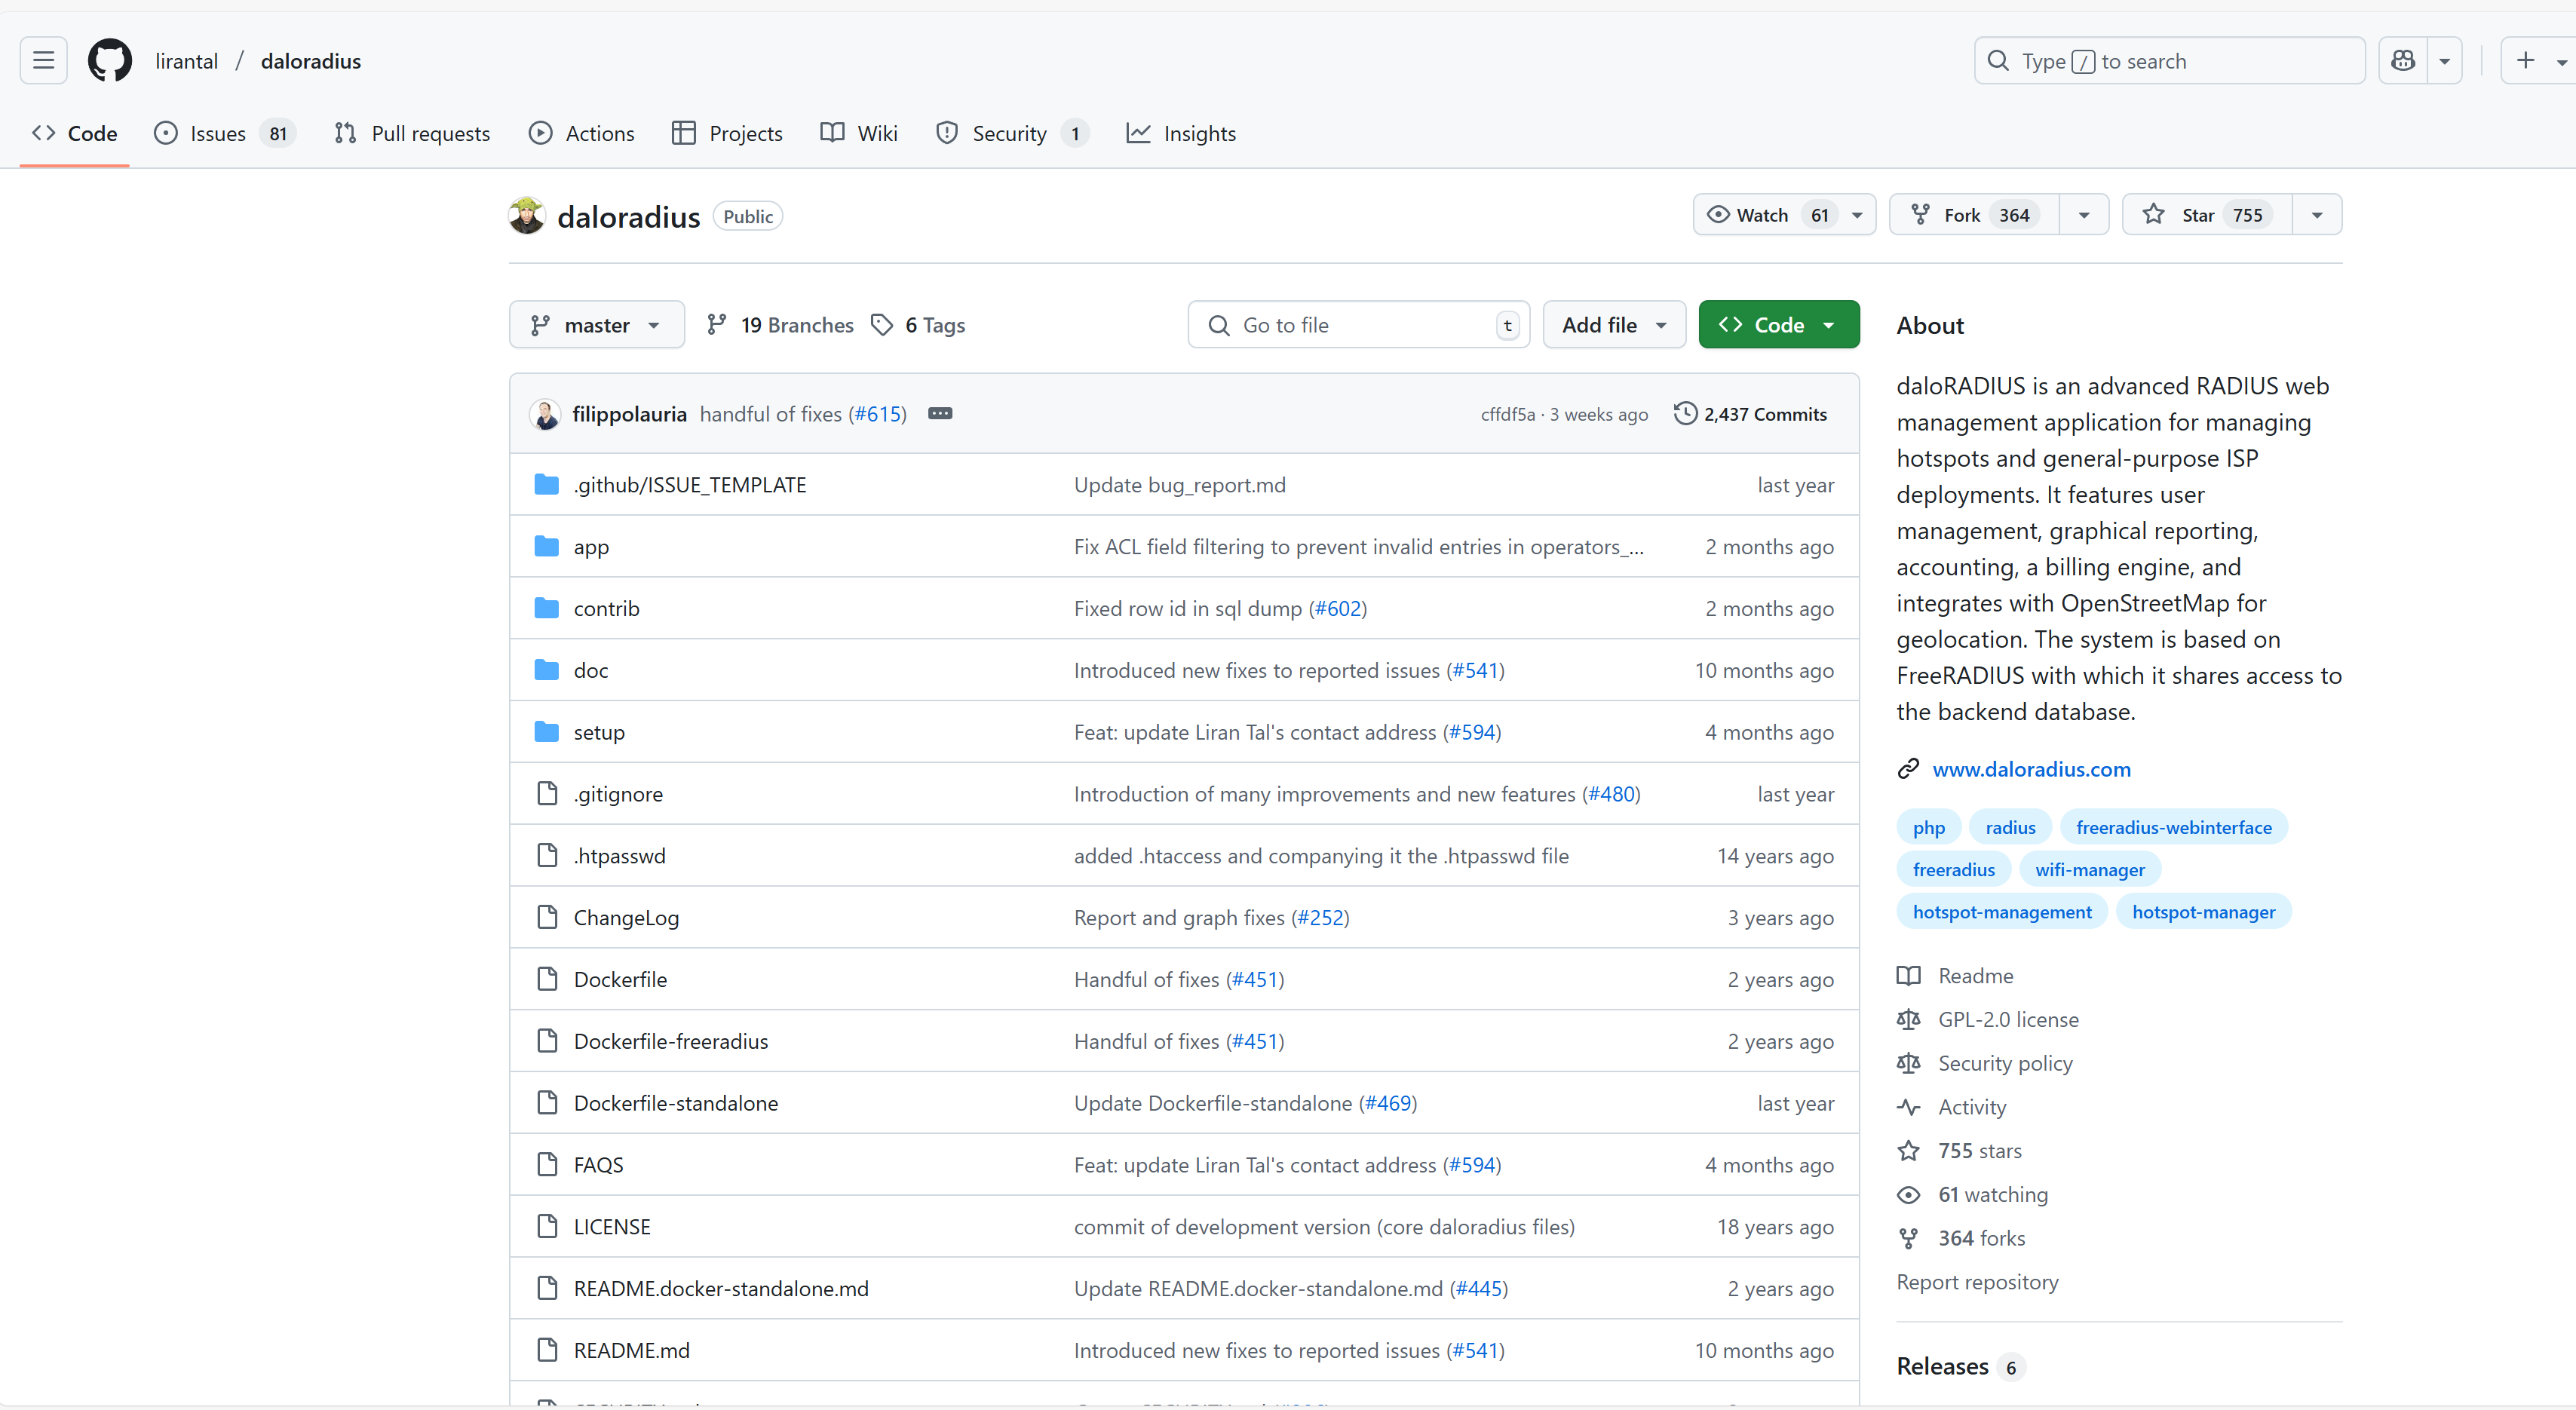 lirantal / daloradius
Type / to search
Code Issues 81 Pull requests Actions Projects Wiki Security 1 Insights
daloradius Public
Watch 61 Fork 364 Star 755
master 19 Branches 6 Tags Go to file t Add file Code
filippolauria handful of fixes (#615) cffdf5a · 3 weeks ago 2,437 Commits
.github/ISSUE_TEMPLATE Update bug_report.md last year
app Fix ACL field filtering to prevent invalid entries in operators_... 2 months ago
contrib Fixed row id in sql dump (#602) 2 months ago
doc Introduced new fixes to reported issues (#541) 10 months ago
setup Feat: update Liran Tal's contact address (#594) 4 months ago
.gitignore Introduction of many improvements and new features (#480) last year
.htpasswd added .htaccess and companying it the .htpasswd file 14 years ago
ChangeLog Report and graph fixes (#252) 3 years ago
Dockerfile Handful of fixes (#451) 2 years ago
Dockerfile-freeradius Handful of fixes (#451) 2 years ago
Dockerfile-standalone Update Dockerfile-standalone (#469) last year
FAQS Feat: update Liran Tal's contact address (#594) 4 months ago
LICENSE commit of development version (core daloradius files) 18 years ago
README.docker-standalone.md Update README.docker-standalone.md (#445) 2 years ago
README.md Introduced new fixes to reported issues (#541) 10 months ago
About
daloRADIUS is an advanced RADIUS web
management application for managing
hotspots and general-purpose ISP
deployments. It features user
management, graphical reporting,
accounting, a billing engine, and
integrates with OpenStreetMap for
geolocation. The system is based on
FreeRADIUS with which it shares access to
the backend database.
www.daloradius.com
php radius freeradius-webinterface
freeradius wifi-manager
hotspot-management hotspot-manager
Readme
GPL-2.0 license
Security policy
Activity
755 stars
61 watching
364 forks
Report repository
Releases 6